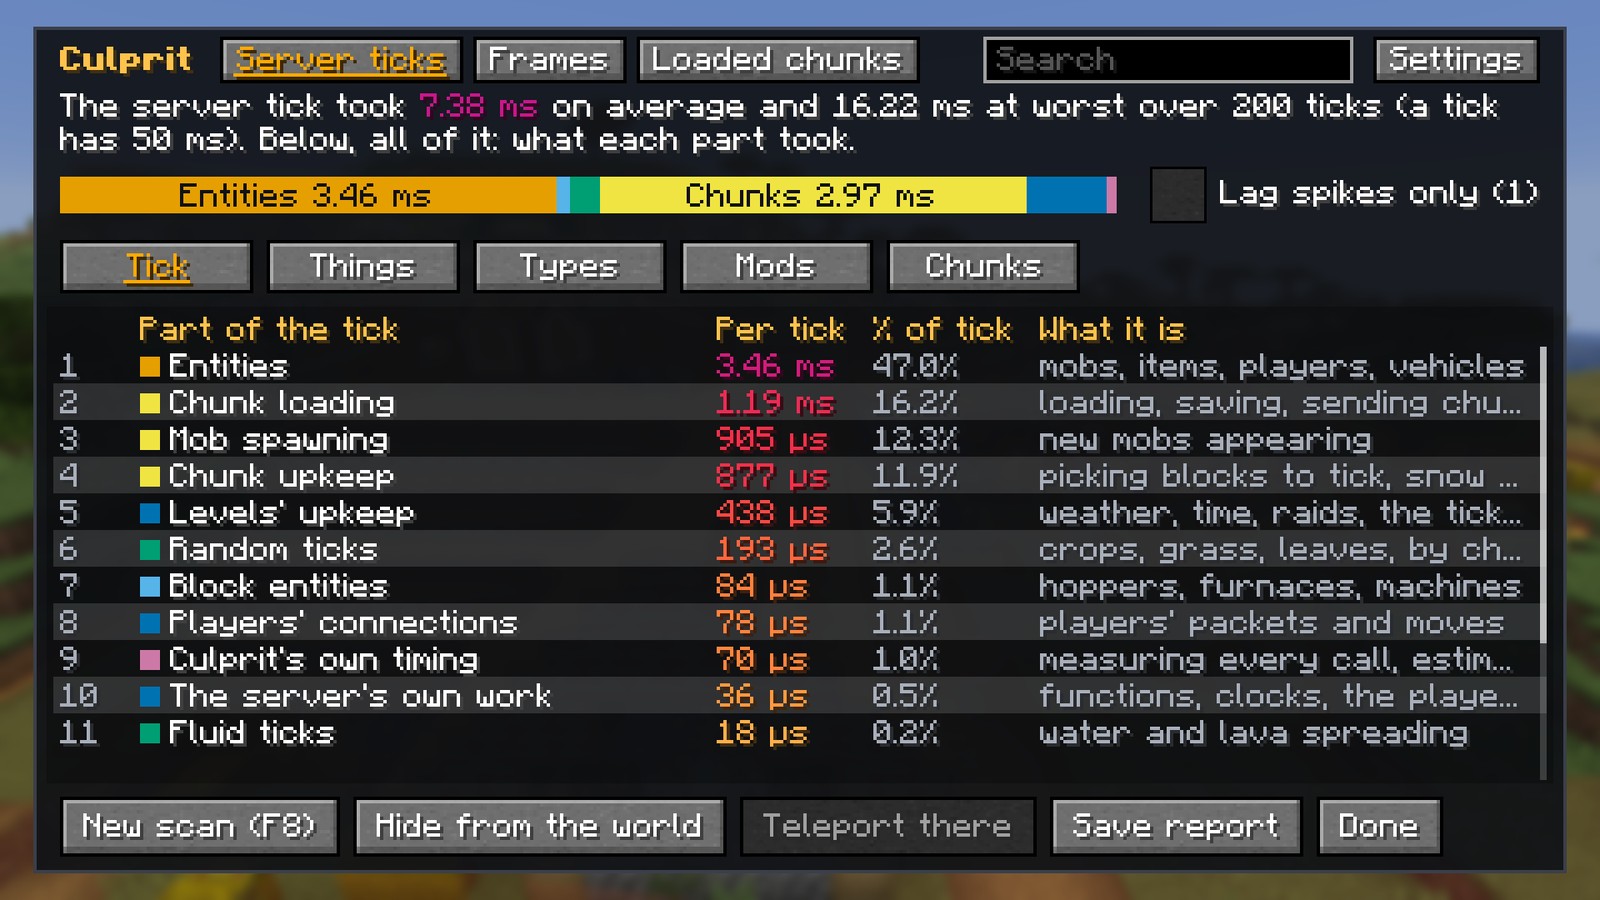 Culprit Server ticks Frames Loaded chunks Search Settings
The server tick took 7.38 ms on average and 16.22 ms at worst over 200 ticks (a tick
has 50 ms). Below, all of it: what each part took.
Entities 3.46 ms Chunks 2.97 ms Lag spikes only (1)
Tick Things Types Mods Chunks
Part of the tick Per tick % of tick What it is
1 Entities 3.46 ms 47.0% mobs, items, players, vehicles
2 Chunk loading 1.19 ms 16.2% loading, saving, sending chu...
3 Mob spawning 905 µs 12.3% new mobs appearing
4 Chunk upkeep 877 µs 11.9% picking blocks to tick, snow ...
5 Levels' upkeep 438 µs 5.9% weather, time, raids, the tick...
6 Random ticks 193 µs 2.6% crops, grass, leaves, by ch...
7 Block entities 84 µs 1.1% hoppers, furnaces, machines
8 Players' connections 78 µs 1.1% players' packets and moves
9 Culprit's own timing 70 µs 1.0% measuring every call, estim...
10 The server's own work 36 µs 0.5% functions, clocks, the playe...
11 Fluid ticks 18 µs 0.2% water and lava spreading
New scan (F8) Hide from the world Teleport there Save report Done